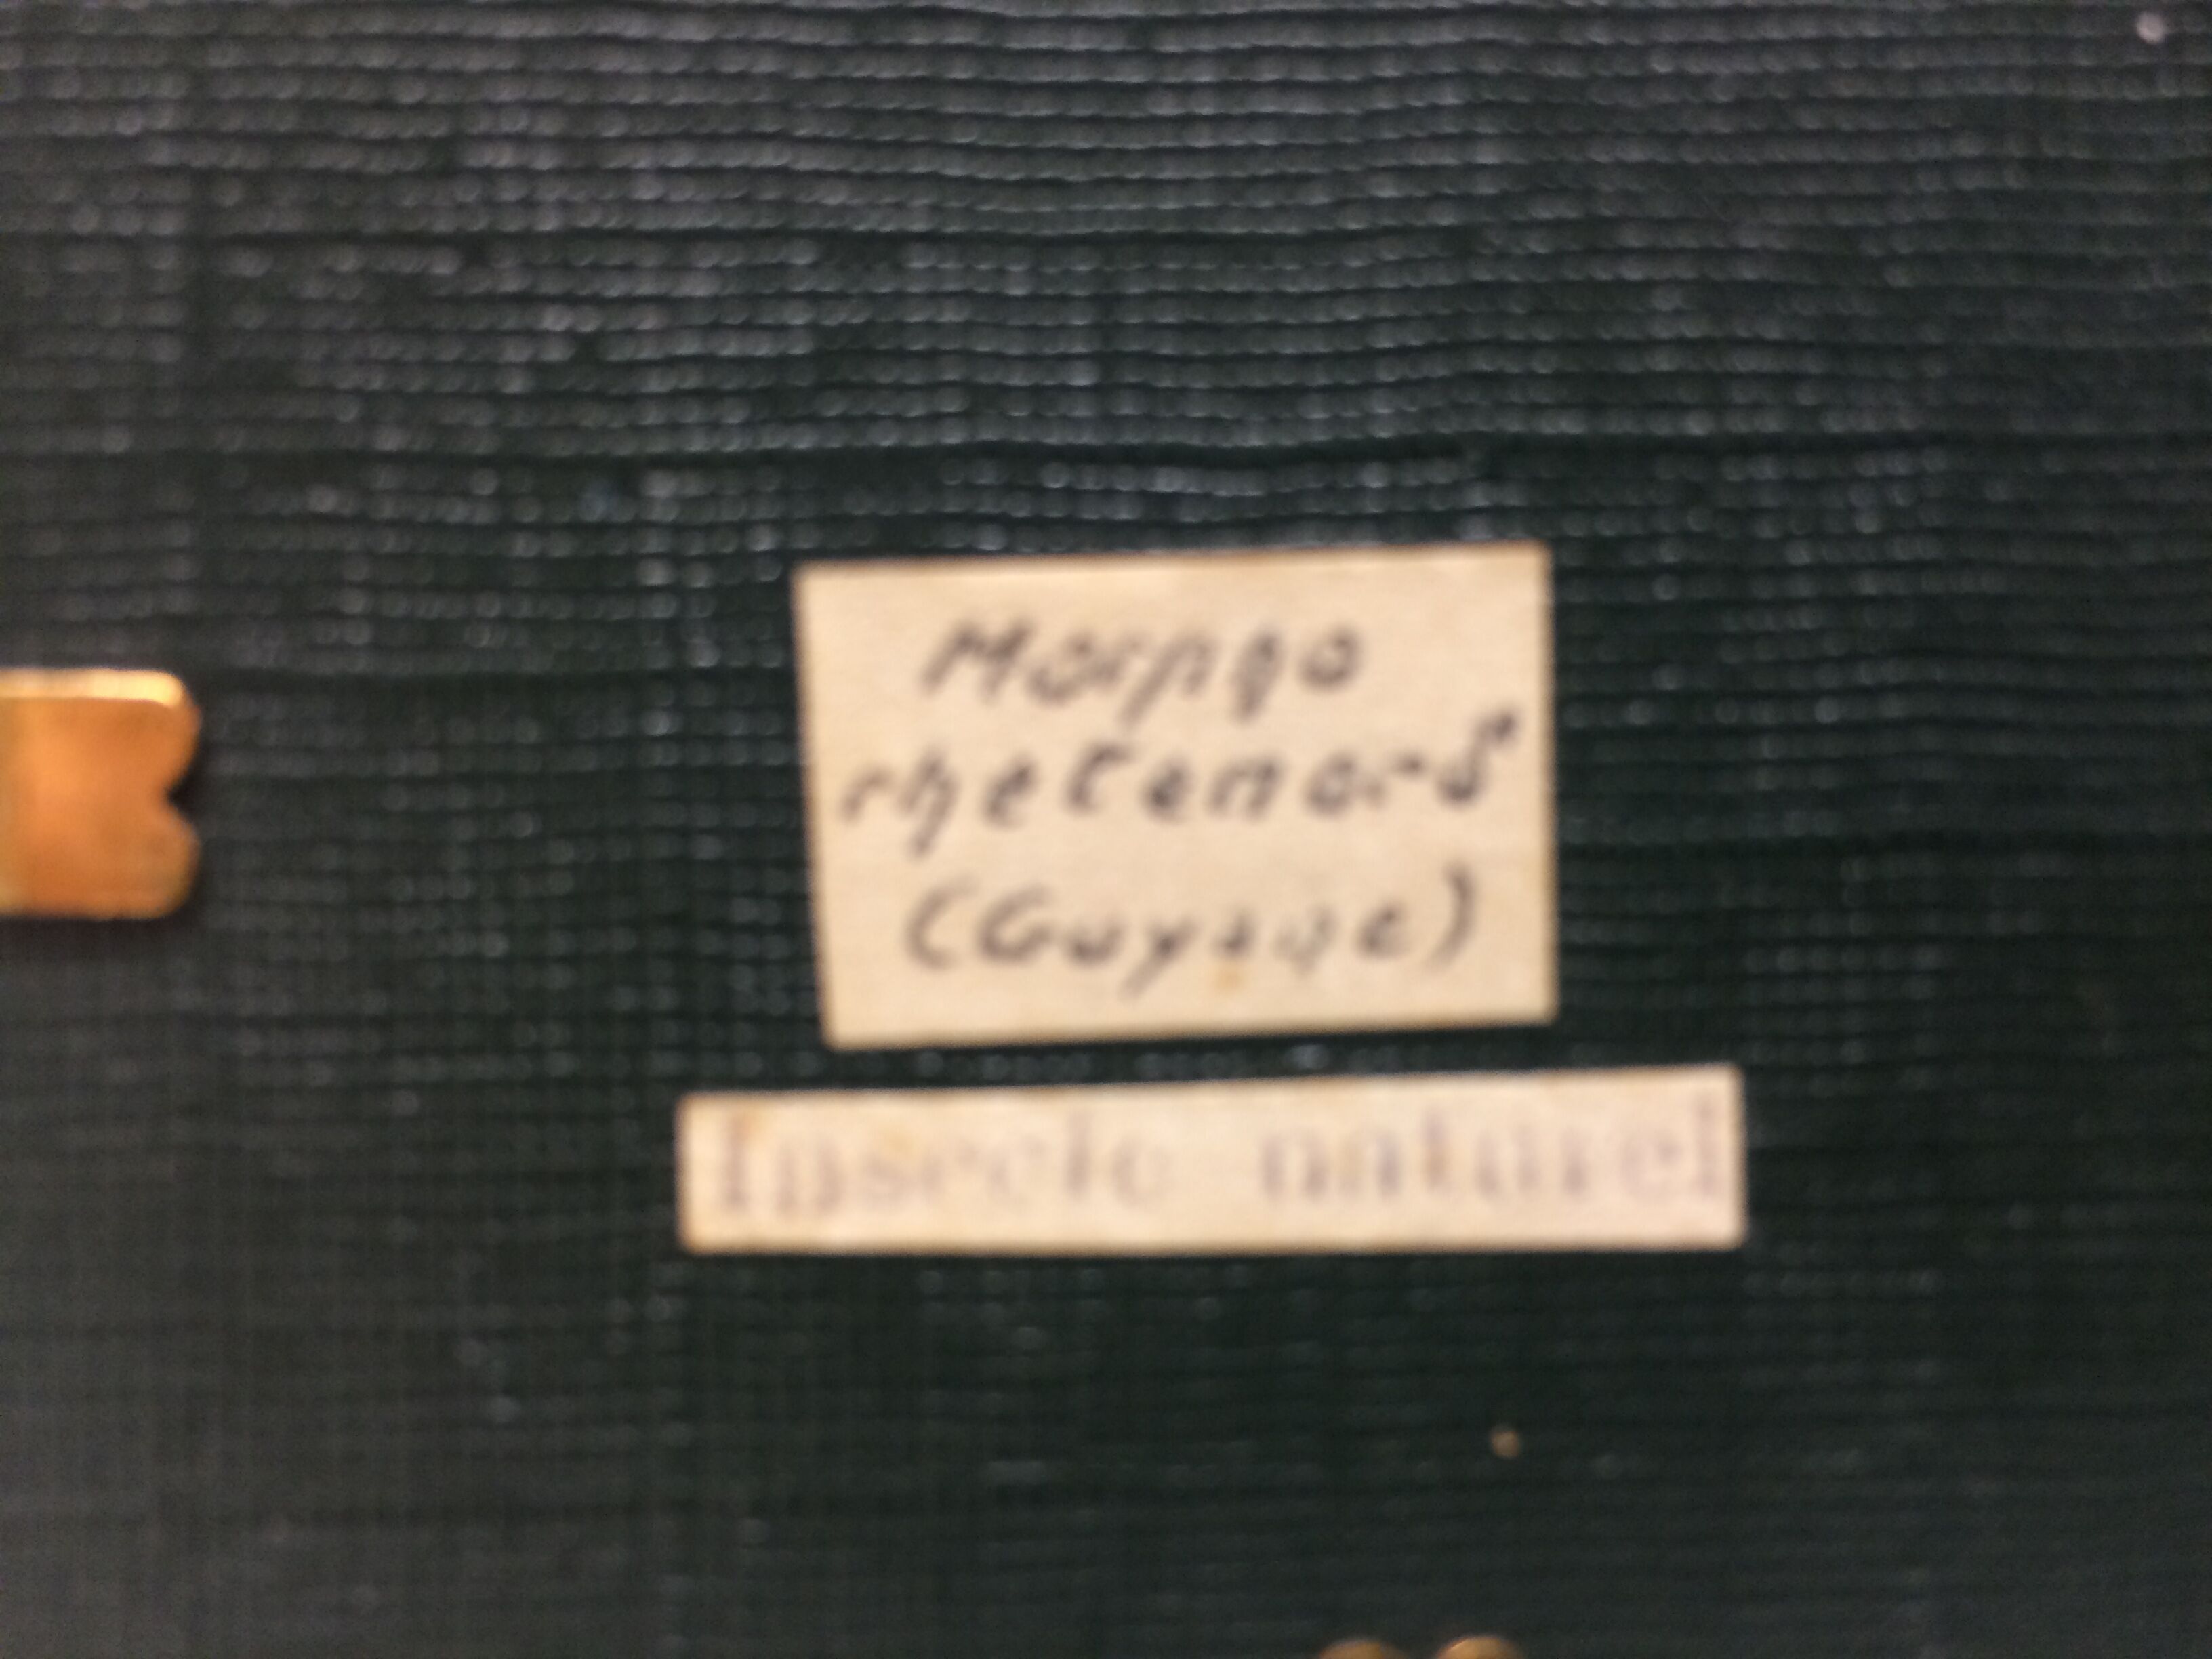 Morpho
rhetenor ♂
(Guyane)
Insecte naturel